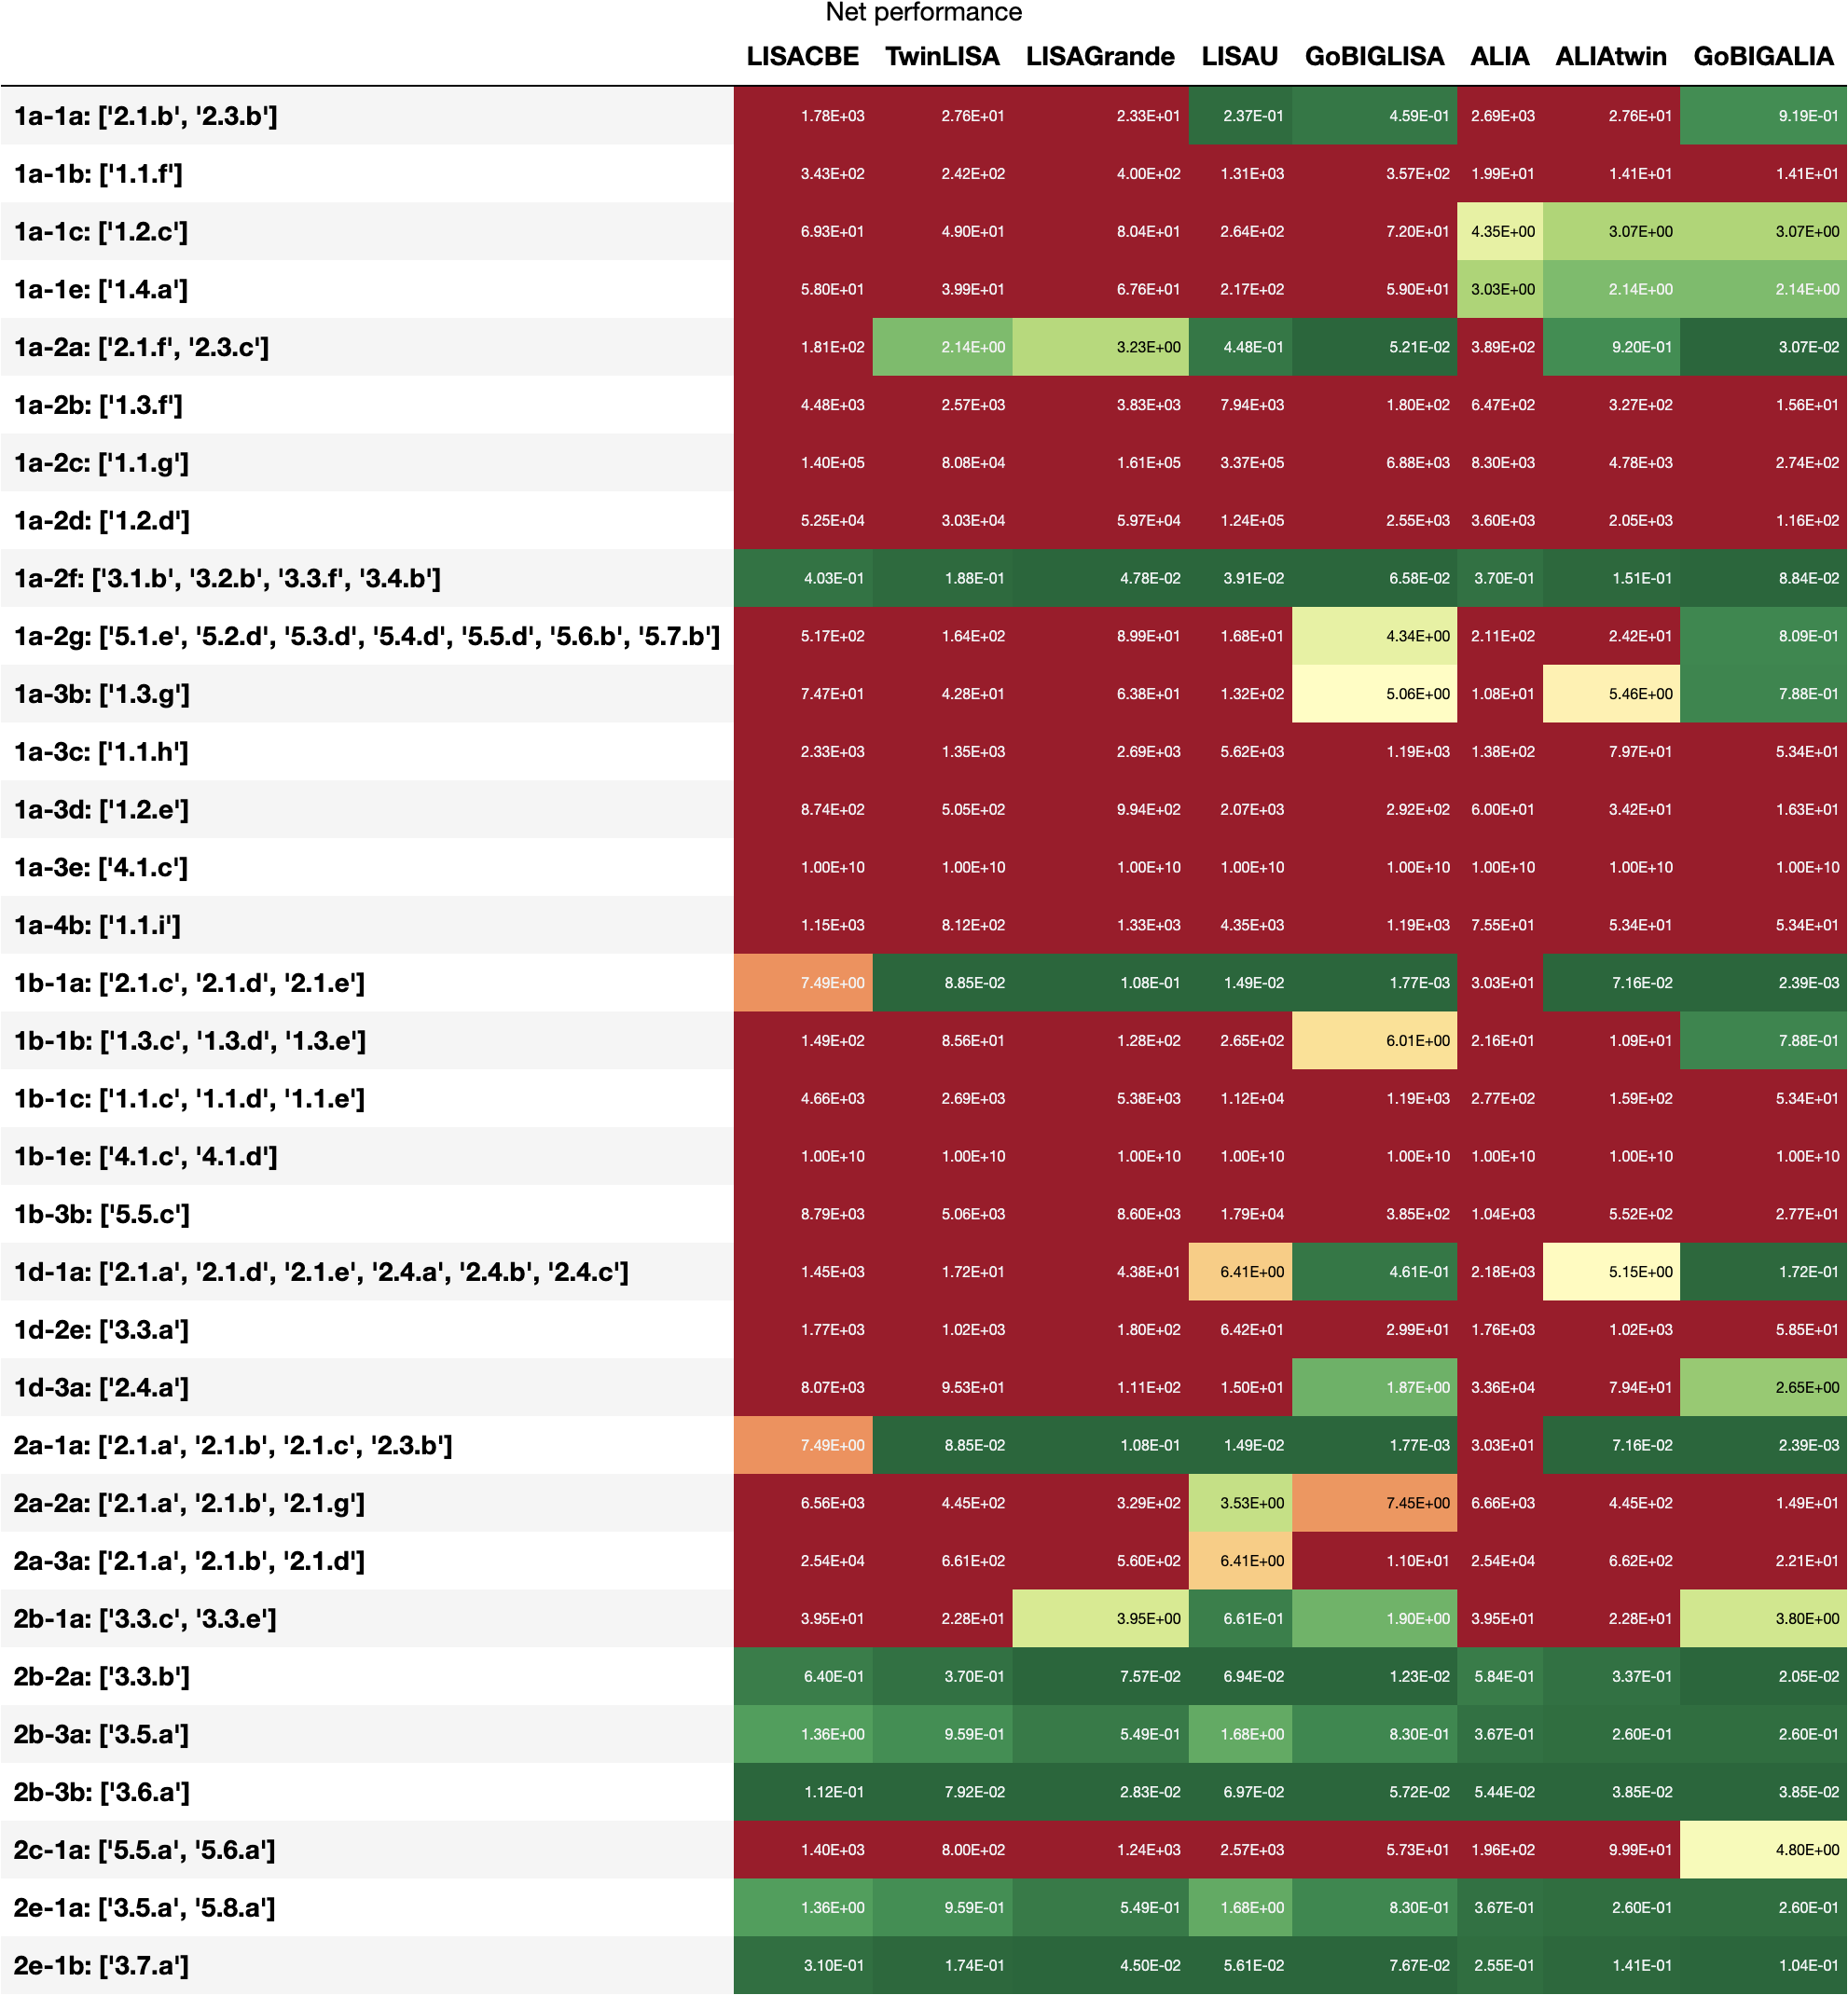 Net performance
LISACBE TwinLISA LISAGrande LISAU GoBIGLISA ALIA ALIAtwin GoBIGALIA
1a-1a: ['2.1.b', '2.3.b'] 1.78E+03 2.76E+01 2.33E+01 2.37E-01 4.59E-01 2.69E+03 2.76E+01 9.19E-01
1a-1b: ['1.1.f'] 3.43E+02 2.42E+02 4.00E+02 1.31E+03 3.57E+02 1.99E+01 1.41E+01 1.41E+01
1a-1c: ['1.2.c'] 6.93E+01 4.90E+01 8.04E+01 2.64E+02 7.20E+01 4.35E+00 3.07E+00 3.07E+00
1a-1e: ['1.4.a'] 5.80E+01 3.99E+01 6.76E+01 2.17E+02 5.90E+01 3.03E+00 2.14E+00 2.14E+00
1a-2a: ['2.1.f', '2.3.c'] 1.81E+02 2.14E+00 3.23E+00 4.48E-01 5.21E-02 3.89E+02 9.20E-01 3.07E-02
1a-2b: ['1.3.f'] 4.48E+03 2.57E+03 3.83E+03 7.94E+03 1.80E+02 6.47E+02 3.27E+02 1.56E+01
1a-2c: ['1.1.g'] 1.40E+05 8.08E+04 1.61E+05 3.37E+05 6.88E+03 8.30E+03 4.78E+03 2.74E+02
1a-2d: ['1.2.d'] 5.25E+04 3.03E+04 5.97E+04 1.24E+05 2.55E+03 3.60E+03 2.05E+03 1.16E+02
1a-2f: ['3.1.b', '3.2.b', '3.3.f', '3.4.b'] 4.03E-01 1.88E-01 4.78E-02 3.91E-02 6.58E-02 3.70E-01 1.51E-01 8.84E-02
1a-2g: ['5.1.e', '5.2.d', '5.3.d', '5.4.d', '5.5.d', '5.6.b', '5.7.b'] 5.17E+02 1.64E+02 8.99E+01 1.68E+01 4.34E+00 2.11E+02 2.42E+01 8.09E-01
1a-3b: ['1.3.g'] 7.47E+01 4.28E+01 6.38E+01 1.32E+02 5.06E+00 1.08E+01 5.46E+00 7.88E-01
1a-3c: ['1.1.h'] 2.33E+03 1.35E+03 2.69E+03 5.62E+03 1.19E+03 1.38E+02 7.97E+01 5.34E+01
1a-3d: ['1.2.e'] 8.74E+02 5.05E+02 9.94E+02 2.07E+03 2.92E+02 6.00E+01 3.42E+01 1.63E+01
1a-3e: ['4.1.c'] 1.00E+10 1.00E+10 1.00E+10 1.00E+10 1.00E+10 1.00E+10 1.00E+10 1.00E+10
1a-4b: ['1.1.i'] 1.15E+03 8.12E+02 1.33E+03 4.35E+03 1.19E+03 7.55E+01 5.34E+01 5.34E+01
1b-1a: ['2.1.c', '2.1.d', '2.1.e'] 7.49E+00 8.85E-02 1.08E-01 1.49E-02 1.77E-03 3.03E+01 7.16E-02 2.39E-03
1b-1b: ['1.3.c', '1.3.d', '1.3.e'] 1.49E+02 8.56E+01 1.28E+02 2.65E+02 6.01E+00 2.16E+01 1.09E+01 7.88E-01
1b-1c: ['1.1.c', '1.1.d', '1.1.e'] 4.66E+03 2.69E+03 5.38E+03 1.12E+04 1.19E+03 2.77E+02 1.59E+02 5.34E+01
1b-1e: ['4.1.c', '4.1.d'] 1.00E+10 1.00E+10 1.00E+10 1.00E+10 1.00E+10 1.00E+10 1.00E+10 1.00E+10
1b-3b: ['5.5.c'] 8.79E+03 5.06E+03 8.60E+03 1.79E+04 3.85E+02 1.04E+03 5.52E+02 2.77E+01
1d-1a: ['2.1.a', '2.1.d', '2.1.e', '2.4.a', '2.4.b', '2.4.c'] 1.45E+03 1.72E+01 4.38E+01 6.41E+00 4.61E-01 2.18E+03 5.15E+00 1.72E-01
1d-2e: ['3.3.a'] 1.77E+03 1.02E+03 1.80E+02 6.42E+01 2.99E+01 1.76E+03 1.02E+03 5.85E+01
1d-3a: ['2.4.a'] 8.07E+03 9.53E+01 1.11E+02 1.50E+01 1.87E+00 3.36E+04 7.94E+01 2.65E+00
2a-1a: ['2.1.a', '2.1.b', '2.1.c', '2.3.b'] 7.49E+00 8.85E-02 1.08E-01 1.49E-02 1.77E-03 3.03E+01 7.16E-02 2.39E-03
2a-2a: ['2.1.a', '2.1.b', '2.1.g'] 6.56E+03 4.45E+02 3.29E+02 3.53E+00 7.45E+00 6.66E+03 4.45E+02 1.49E+01
2a-3a: ['2.1.a', '2.1.b', '2.1.d'] 2.54E+04 6.61E+02 5.60E+02 6.41E+00 1.10E+01 2.54E+04 6.62E+02 2.21E+01
2b-1a: ['3.3.c', '3.3.e'] 3.95E+01 2.28E+01 3.95E+00 6.61E-01 1.90E+00 3.95E+01 2.28E+01 3.80E+00
2b-2a: ['3.3.b'] 6.40E-01 3.70E-01 7.57E-02 6.94E-02 1.23E-02 5.84E-01 3.37E-01 2.05E-02
2b-3a: ['3.5.a'] 1.36E+00 9.59E-01 5.49E-01 1.68E+00 8.30E-01 3.67E-01 2.60E-01 2.60E-01
2b-3b: ['3.6.a'] 1.12E-01 7.92E-02 2.83E-02 6.97E-02 5.72E-02 5.44E-02 3.85E-02 3.85E-02
2c-1a: ['5.5.a', '5.6.a'] 1.40E+03 8.00E+02 1.24E+03 2.57E+03 5.73E+01 1.96E+02 9.99E+01 4.80E+00
2e-1a: ['3.5.a', '5.8.a'] 1.36E+00 9.59E-01 5.49E-01 1.68E+00 8.30E-01 3.67E-01 2.60E-01 2.60E-01
2e-1b: ['3.7.a'] 3.10E-01 1.74E-01 4.50E-02 5.61E-02 7.67E-02 2.55E-01 1.41E-01 1.04E-01